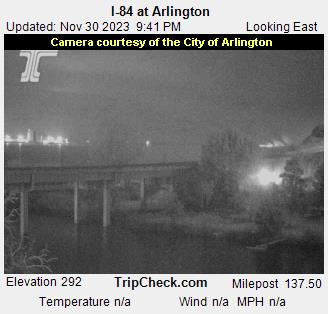 I-84 at Arlington
Updated: Nov 30 2023 9:41 PM Looking East
Camera courtesy of the City of Arlington
Elevation 292 TripCheck.com Milepost 137.50
Temperature n/a Wind n/a MPH n/a